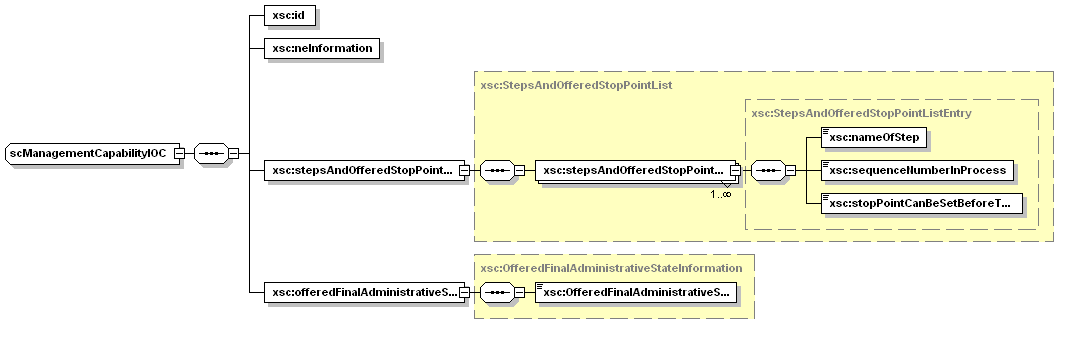 xsc:id
xsc:neInformation
xsc:StepsAndOfferedStopPointList
xsc:StepsAndOfferedStopPointListEntry
xsc:nameOfStep
scManagementCapabilityIOC
xsc:stepsAndOfferedStopPoint...
xsc:stepsAndOfferedStopPoint...
xsc:sequenceNumberInProcess
1..∞
xsc:stopPointCanBeSetBeforeT...
xsc:OfferedFinalAdministrativeStateInformation
xsc:offeredFinalAdministrativeS...
xsc:OfferedFinalAdministrativeS...